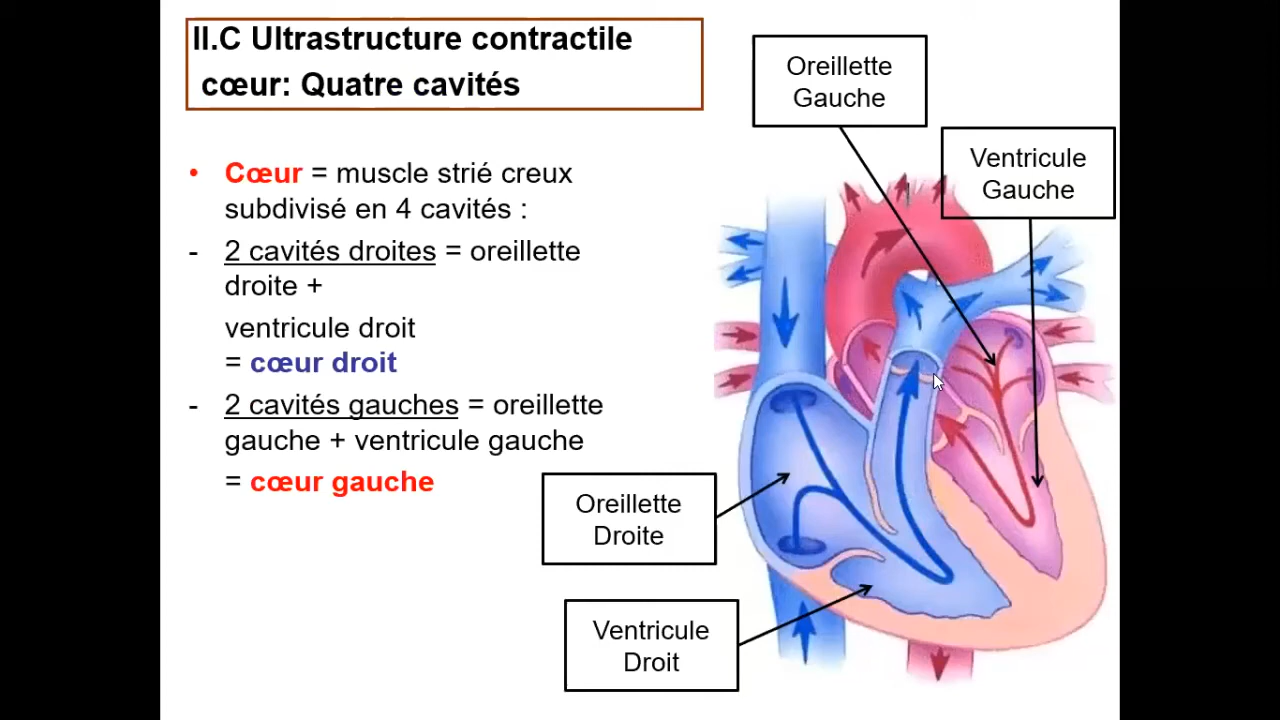 II.C Ultrastructure contractile
cœur: Quatre cavités
• Cœur = muscle strié creux
subdivisé en 4 cavités :
- 2 cavités droites = oreillette
droite +
ventricule droit
= cœur droit
- 2 cavités gauches = oreillette
gauche + ventricule gauche
= cœur gauche
Oreillette
Gauche
Ventricule
Gauche
Oreillette
Droite
Ventricule
Droit